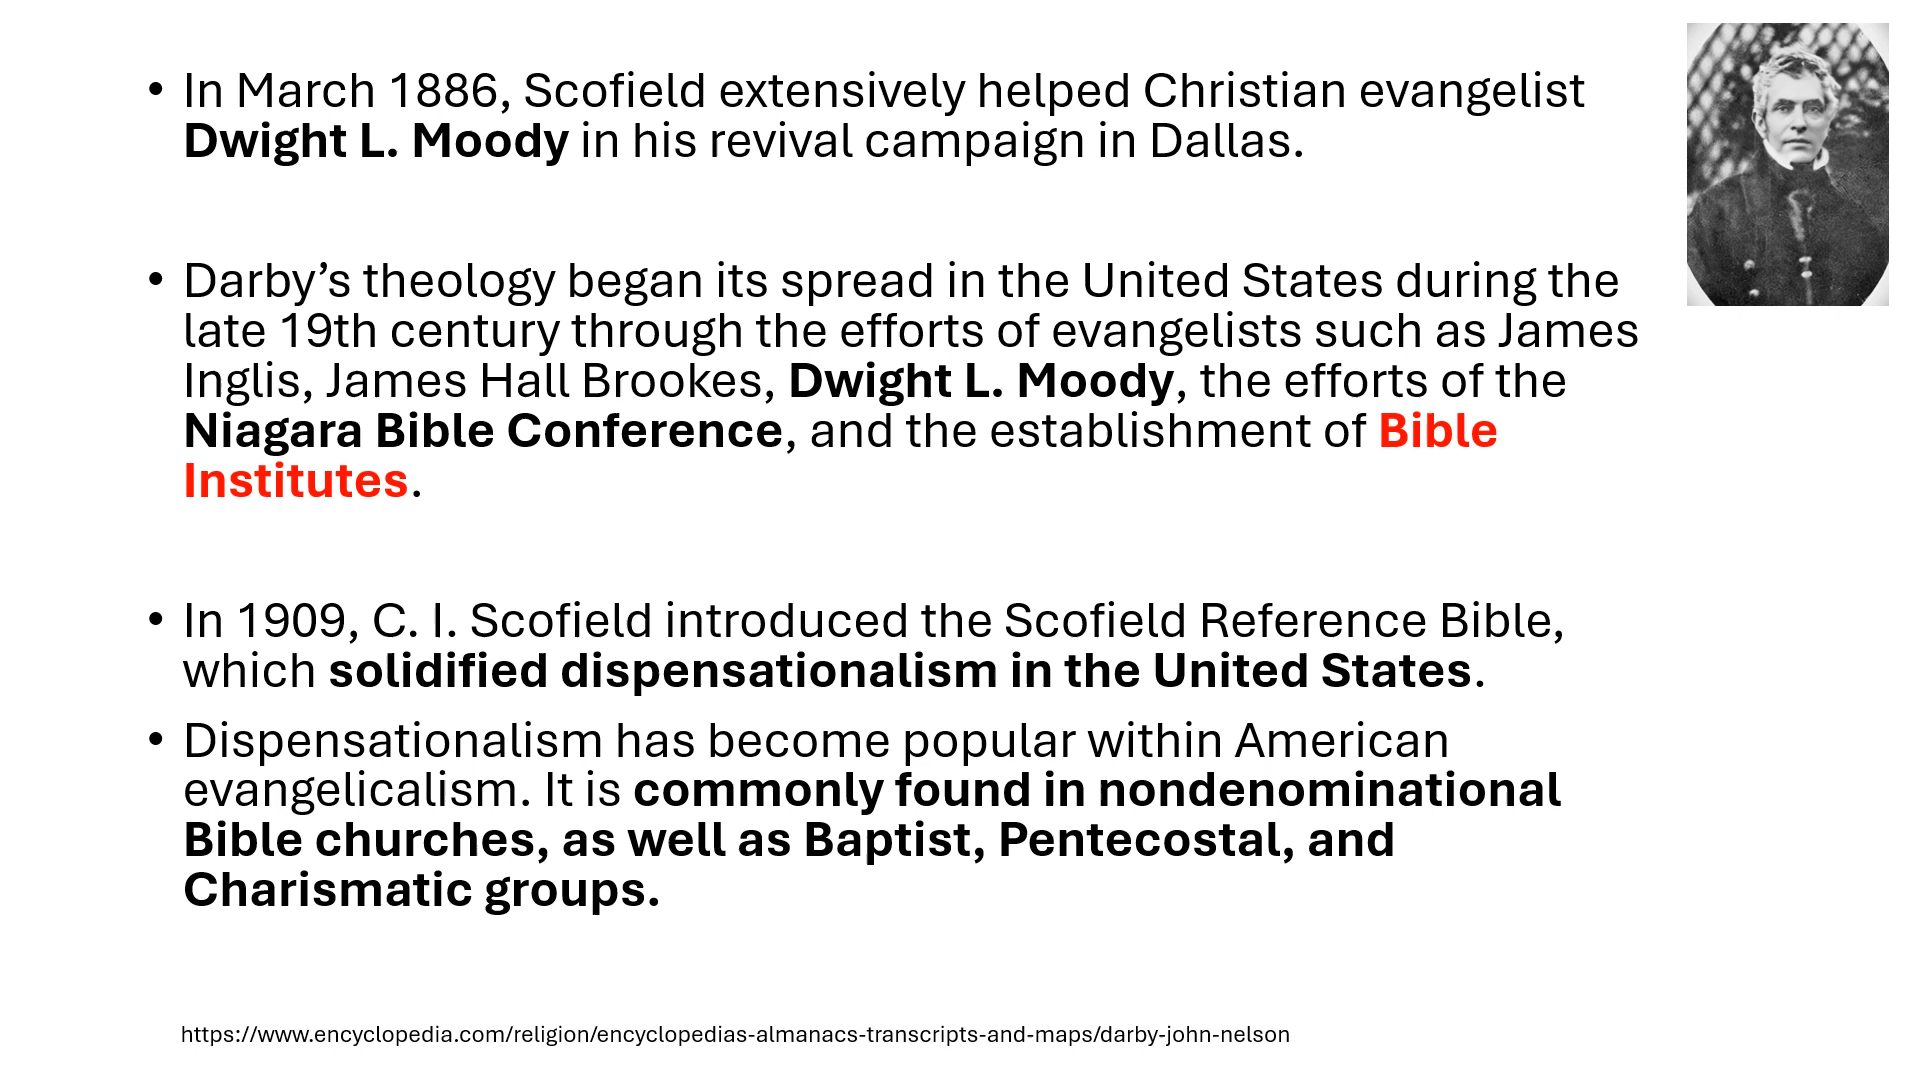 • In March 1886, Scofield extensively helped Christian evangelist
Dwight L. Moody in his revival campaign in Dallas.
• Darby’s theology began its spread in the United States during the
late 19th century through the efforts of evangelists such as James
Inglis, James Hall Brookes, Dwight L. Moody, the efforts of the
Niagara Bible Conference, and the establishment of Bible
Institutes.
• In 1909, C. I. Scofield introduced the Scofield Reference Bible,
which solidified dispensationalism in the United States.
• Dispensationalism has become popular within American
evangelicalism. It is commonly found in nondenominational
Bible churches, as well as Baptist, Pentecostal, and
Charismatic groups.
https://www.encyclopedia.com/religion/encyclopedias-almanacs-transcripts-and-maps/darby-john-nelson